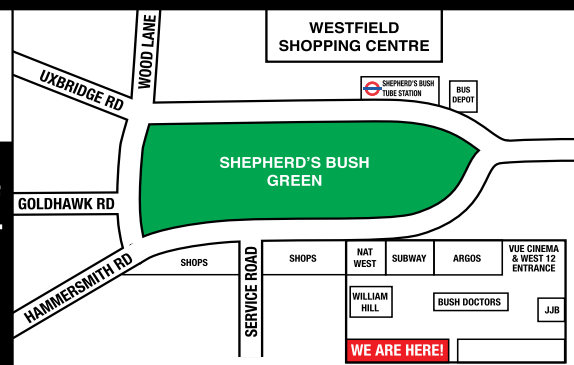 WESTFIELD
SHOPPING CENTRE
WOOD LANE
UXBRIDGE RD
SHEPHERD'S BUSH
TUBE STATION
BUS
DEPOT
SHEPHERD'S BUSH
GREEN
GOLDHAWK RD
HAMMERSMITH RD
SHOPS
SERVICE ROAD
SHOPS
NAT
WEST
SUBWAY
ARGOS
VUE CINEMA
& WEST 12
ENTRANCE
WILLIAM
HILL
BUSH DOCTORS
JJB
WE ARE HERE!